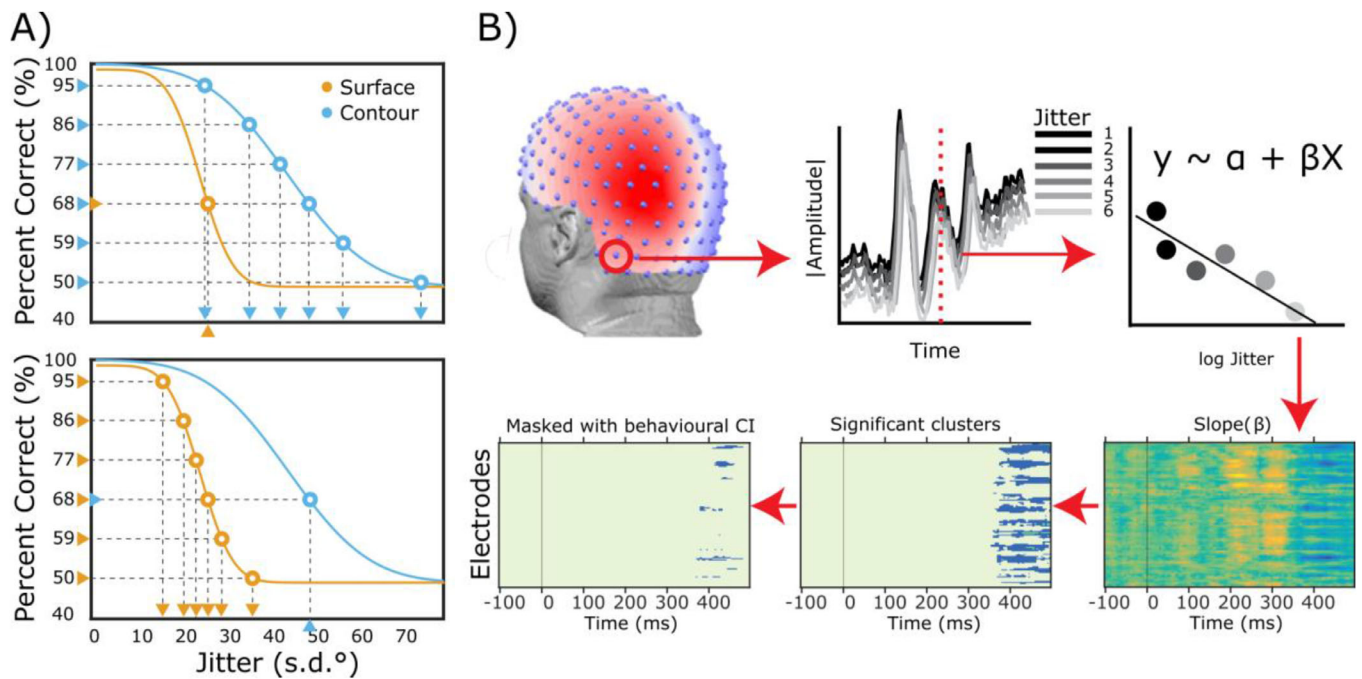 A)
Percent Correct (%)
100
95
86
77
68
59
50
40
Surface
Contour
Percent Correct (%)
100
95
86
77
68
59
50
40
0 10 20 30 40 50 60 70
Jitter (s.d.°)
B)
|Amplitude|
Time
Jitter
1
2
3
4
5
6
y ~ α + βX
log Jitter
Masked with behavioural CI
Electrodes
-100 0 100 200 300 400
Time (ms)
Significant clusters
-100 0 100 200 300 400
Time (ms)
Slope(β)
-100 0 100 200 300 400
Time (ms)